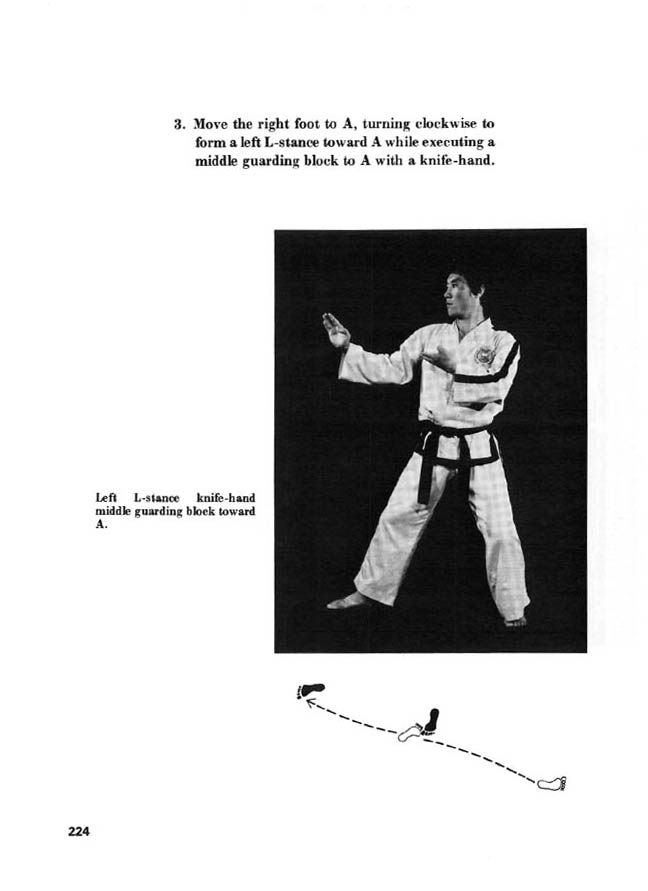 3. Move the right foot to A, turning clockwise to
form a left L-stance toward A while executing a
middle guarding block to A with a knife-hand.
Left L-stance knife-hand
middle guarding block toward
A.
224